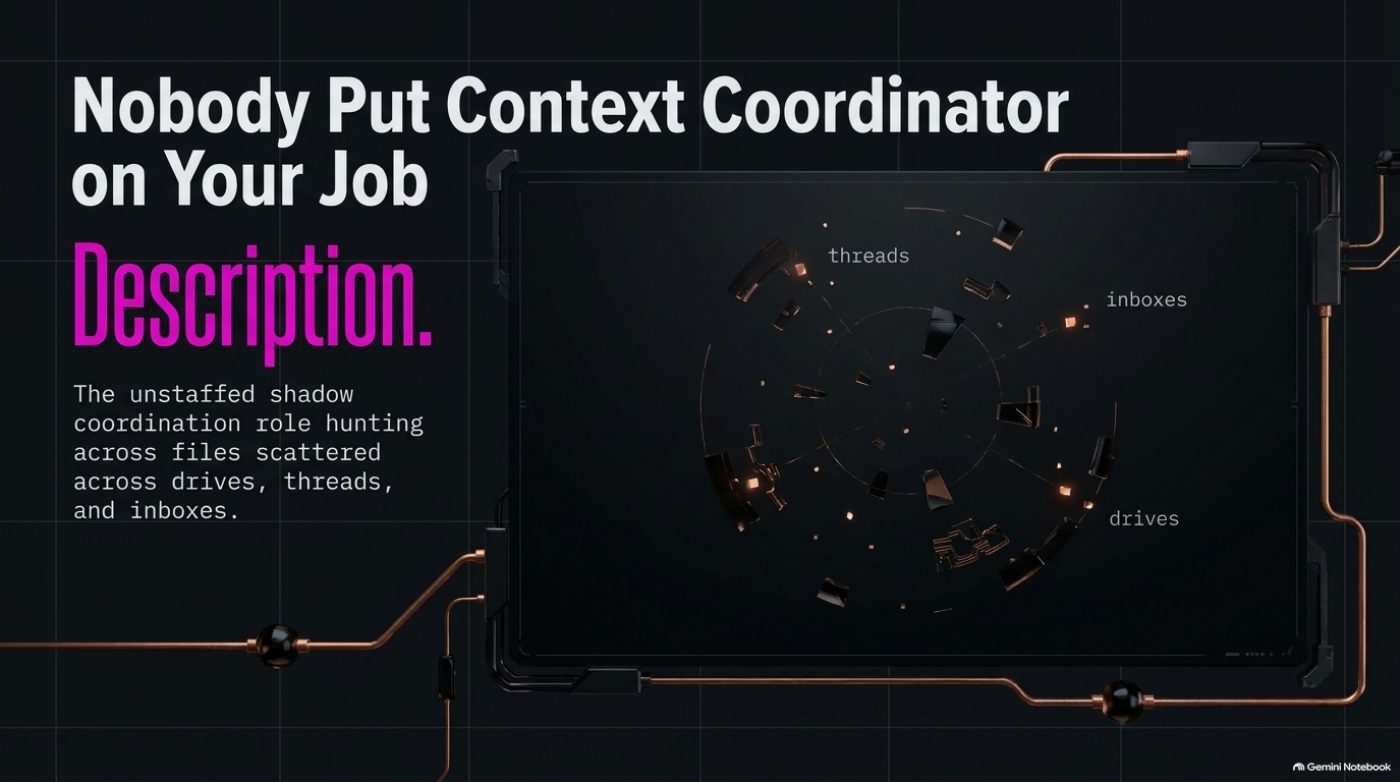 Nobody Put Context Coordinator
on Your Job
Description.
The unstaffed shadow
coordination role hunting
across files scattered
across drives, threads,
and inboxes.
threads
inboxes
drives
Gemini Notebook